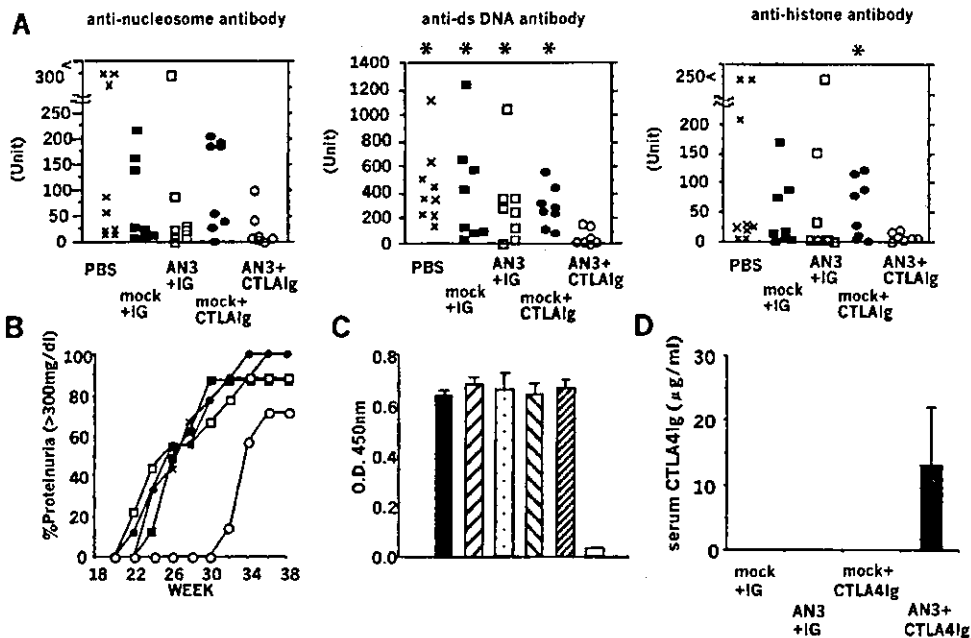 A
anti-nucleosome antibody
anti-ds DNA antibody
anti-histone antibody
* * * *
*
(Unit)
300 <
250
200
150
100
50
0
PBS
mock +IG
AN3 +IG
mock+ CTLAIg
AN3+ CTLAIg
(Unit)
1400
1200
1000
800
600
400
200
0
PBS
mock +IG
AN3 +IG
mock+ CTLAIg
AN3+ CTLAIg
(Unit)
250 <
200
150
100
50
0
PBS
mock +IG
AN3 +IG
mock+ CTLAIg
AN3+ CTLAIg
B
%Proteinuria (>300mg/dl)
100
80
60
40
20
0
18 22 26 30 34 38
WEEK
C
O.D. 450nm
0.8
0.6
0.4
0.2
0.0
D
serum CTLA4Ig (μg/ml)
30
20
10
0
mock +IG
AN3 +IG
mock+ CTLA4Ig
AN3+ CTLA4Ig